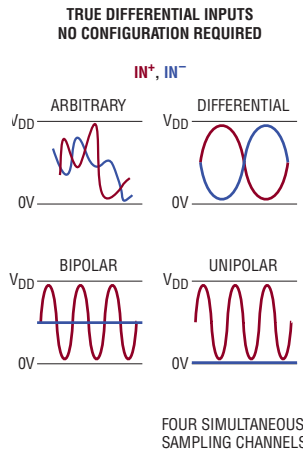 TRUE DIFFERENTIAL INPUTS
NO CONFIGURATION REQUIRED
IN+, IN−
ARBITRARY
DIFFERENTIAL
VDD
VDD
0V
0V
BIPOLAR
UNIPOLAR
VDD
VDD
0V
0V
FOUR SIMULTANEOUS
SAMPLING CHANNELS